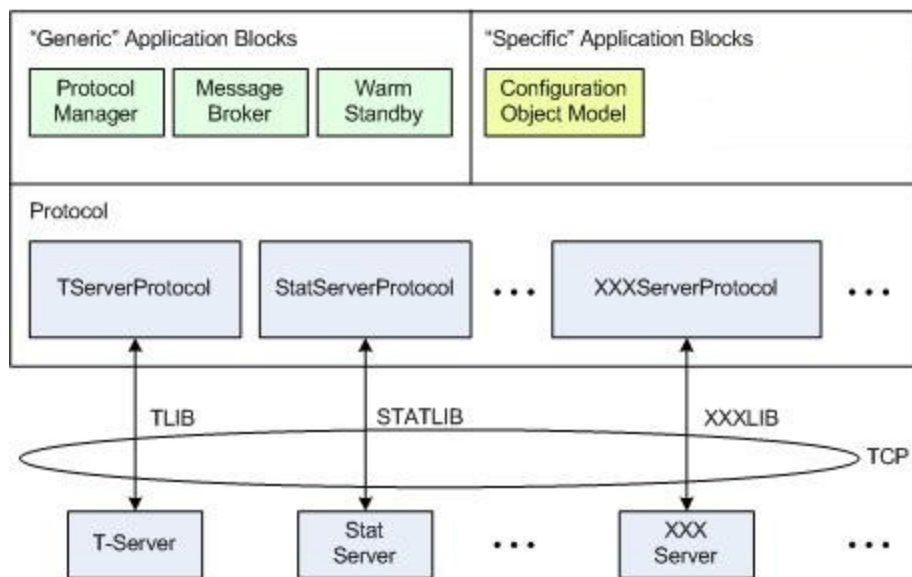 "Generic" Application Blocks
"Specific" Application Blocks
Protocol
Manager
Message
Broker
Warm
Standby
Configuration
Object Model
Protocol
TServerProtocol
StatServerProtocol
...
XXXServerProtocol
...
TLIB
STATLIB
XXXLIB
TCP
T-Server
Stat
Server
...
XXX
Server
...